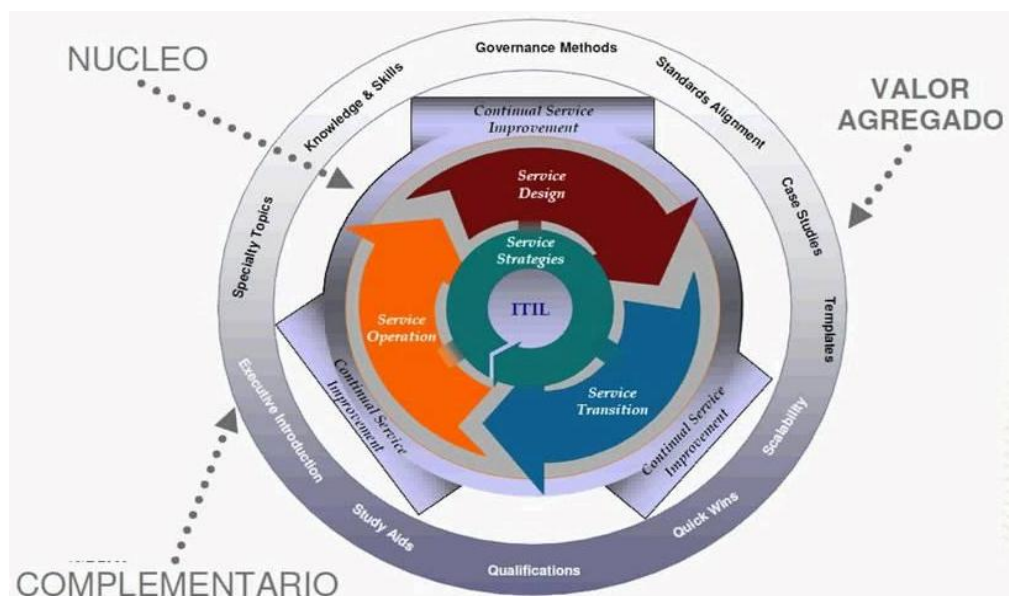 NUCLEO
Governance Methods
Knowledge & Skills
Standards Alignment
VALOR
AGREGADO
Continual Service
Improvement
Service
Design
Case Studies
Specialty Topics
Service
Strategies
ITIL
Templates
Service
Operation
Service
Transition
Continual Service
Improvement
Continual Service
Improvement
Executive Introduction
Scalability
Study Aids
Quick Wins
Qualifications
COMPLEMENTARIO